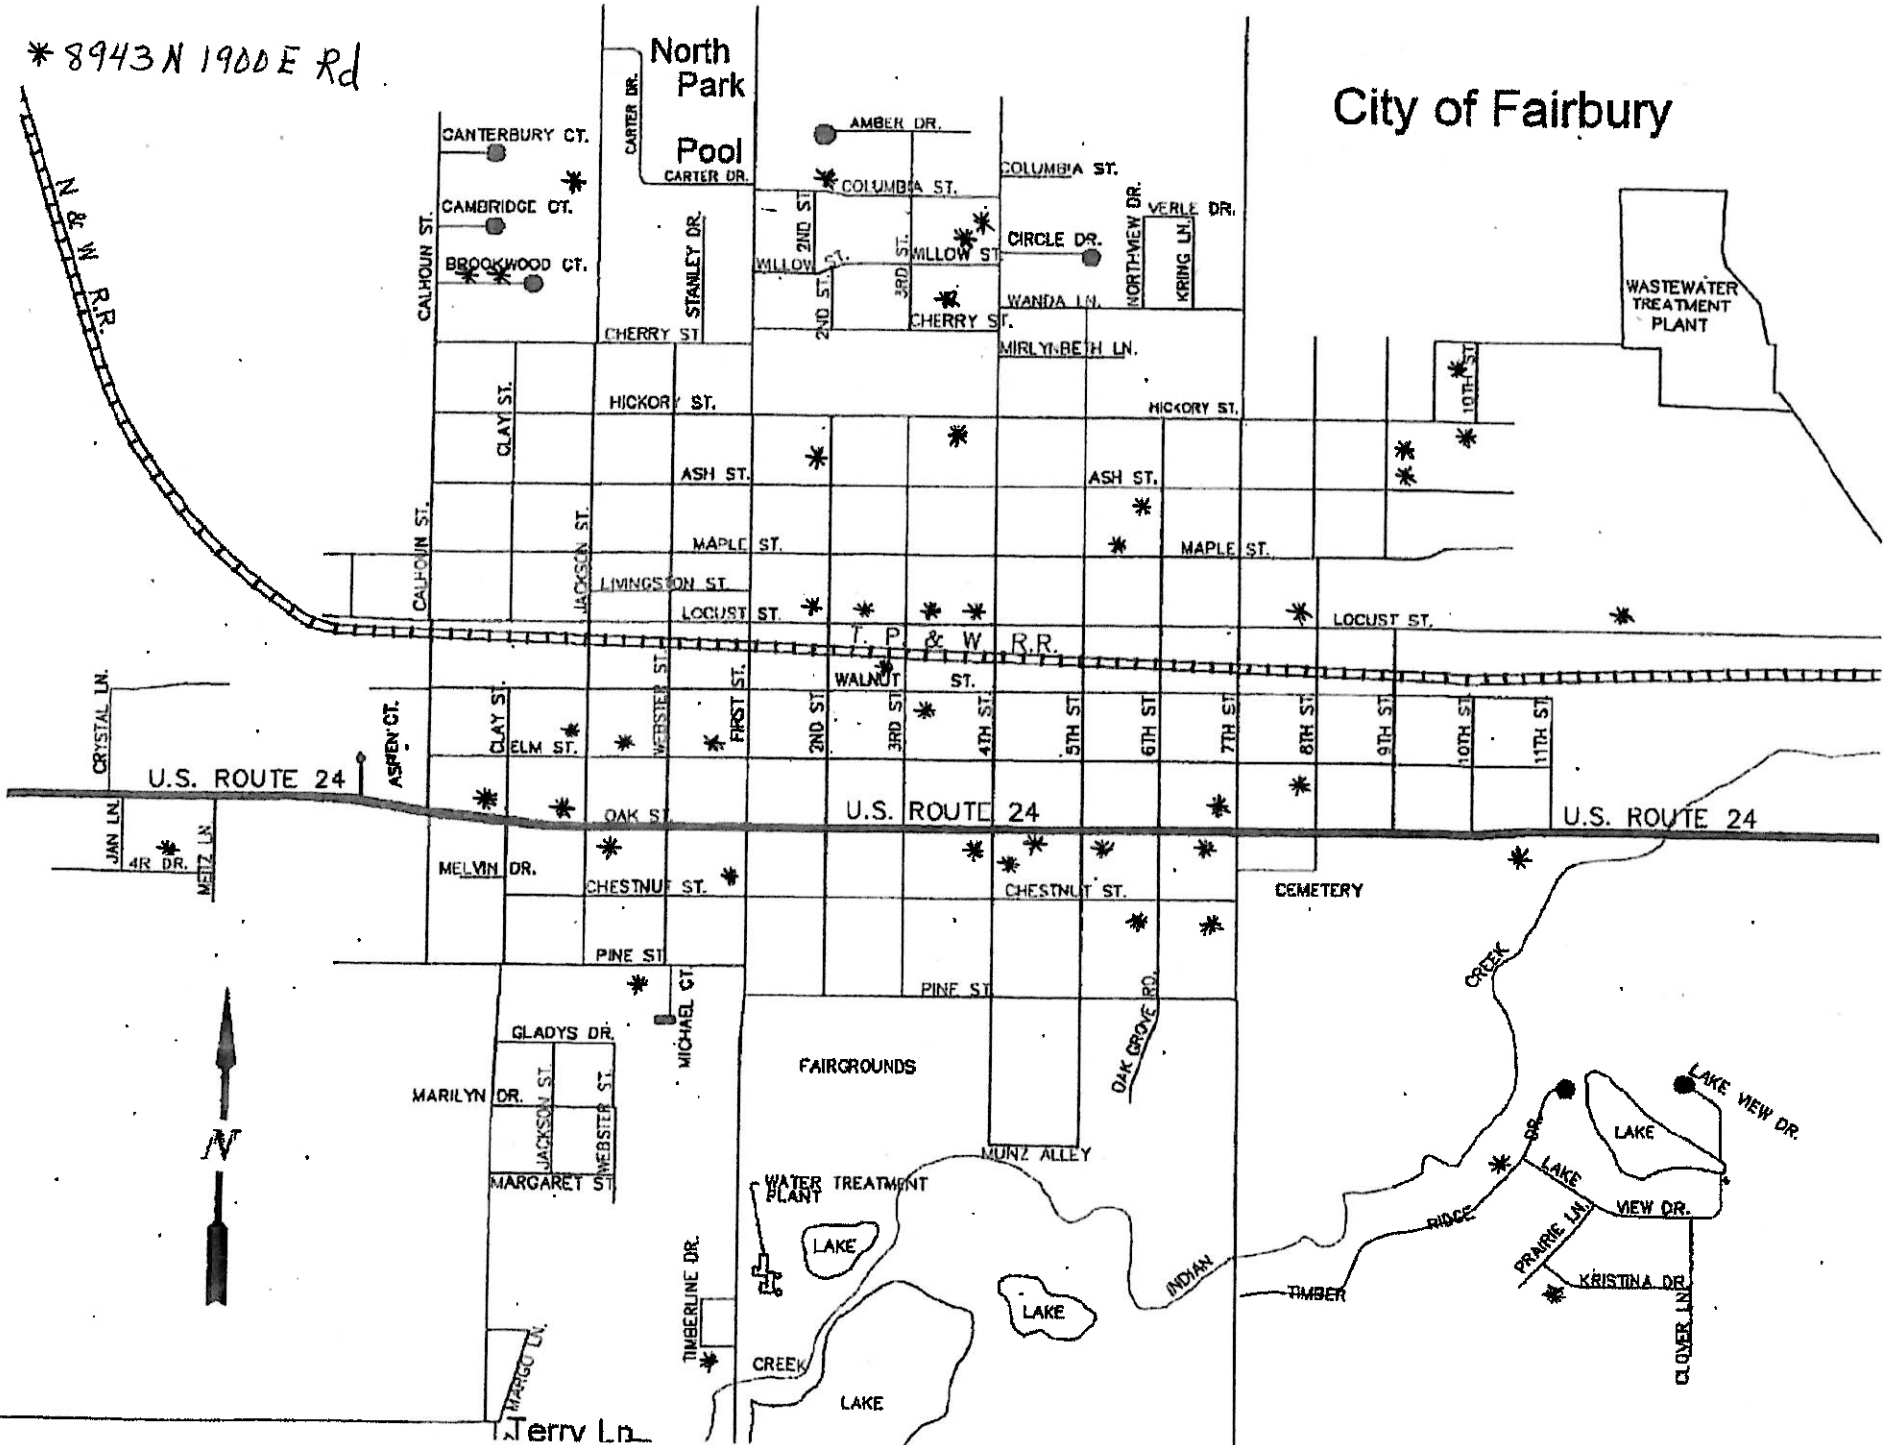 * 8943 N 1900 E Rd
City of Fairbury
North
Park
Pool
CARTER DR.
CARTER DR.
AMBER DR.
CANTERBURY CT.
COLUMBIA ST.
COLUMBIA ST.
CAMBRIDGE CT.
BROOKWOOD CT.
CALHOUN ST.
N & W R.R.
STANLEY DR.
2ND ST.
WILLOW ST.
3RD ST.
WILLOW ST.
CIRCLE DR.
NORTHVIEW DR.
VERLE DR.
KRING LN.
WANDA LN.
2ND ST.
CHERRY ST.
CHERRY ST.
MIRLYNBETH LN.
WASTEWATER
TREATMENT
PLANT
10TH ST.
CLAY ST.
HICKORY ST.
HICKORY ST.
ASH ST.
ASH ST.
CALHOUN ST.
JACKSON ST.
MAPLE ST.
MAPLE ST.
LIVINGSTON ST.
LOCUST ST.
LOCUST ST.
T. P. & W R.R.
WALNUT ST.
CRYSTAL LN.
ASPEN CT.
CLAY ST.
ELM ST.
WEBSTER ST.
FIRST ST.
2ND ST.
3RD ST.
4TH ST.
5TH ST.
6TH ST.
7TH ST.
8TH ST.
9TH ST.
10TH ST.
11TH ST.
U.S. ROUTE 24
OAK ST.
U.S. ROUTE 24
U.S. ROUTE 24
JAN LN.
4R DR.
METZ LN
MELVIN DR.
CHESTNUT ST.
CHESTNUT ST.
CEMETERY
PINE ST.
PINE ST.
MICHAEL CT.
OAK GROVE RD.
CREEK
GLADYS DR.
FAIRGROUNDS
MARILYN DR.
JACKSON ST.
WEBSTER ST.
MARGARET ST.
MUNZ ALLEY
N
WATER TREATMENT
PLANT
LAKE
LAKE
LAKE
LAKE
LAKE VIEW DR.
LAKE VIEW DR.
TIMBER RIDGE DR.
PRAIRIE LN.
KRISTINA DR.
CLOVER LN.
INDIAN
CREEK
TIMBERLINE DR.
MARGO LN.
Terry Ln